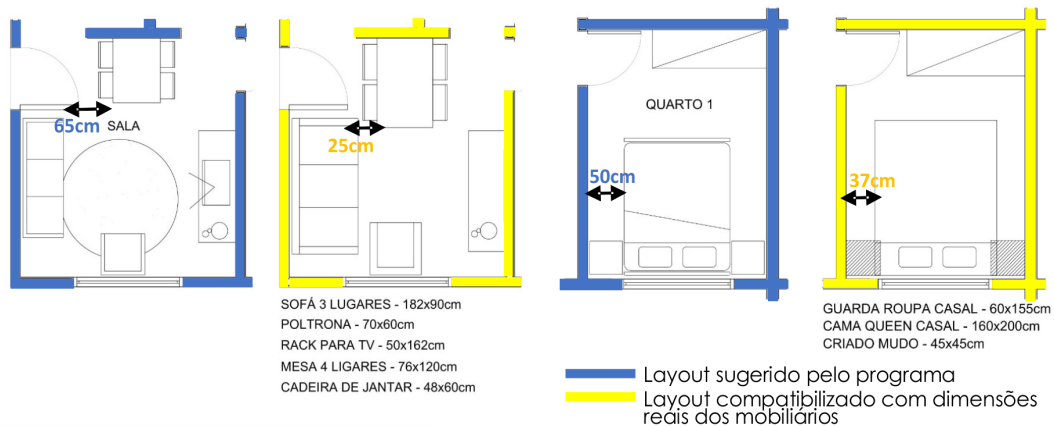 65cm
SALA
25cm
QUARTO 1
50cm
37cm
SOFÁ 3 LUGARES - 182x90cm
POLTRONA - 70x60cm
RACK PARA TV - 50x162cm
MESA 4 LIGARES - 76x120cm
CADEIRA DE JANTAR - 48x60cm
GUARDA ROUPA CASAL - 60x155cm
CAMA QUEEN CASAL - 160x200cm
CRIADO MUDO - 45x45cm
Layout sugerido pelo programa
Layout compatibilizado com dimensões
reais dos mobiliários